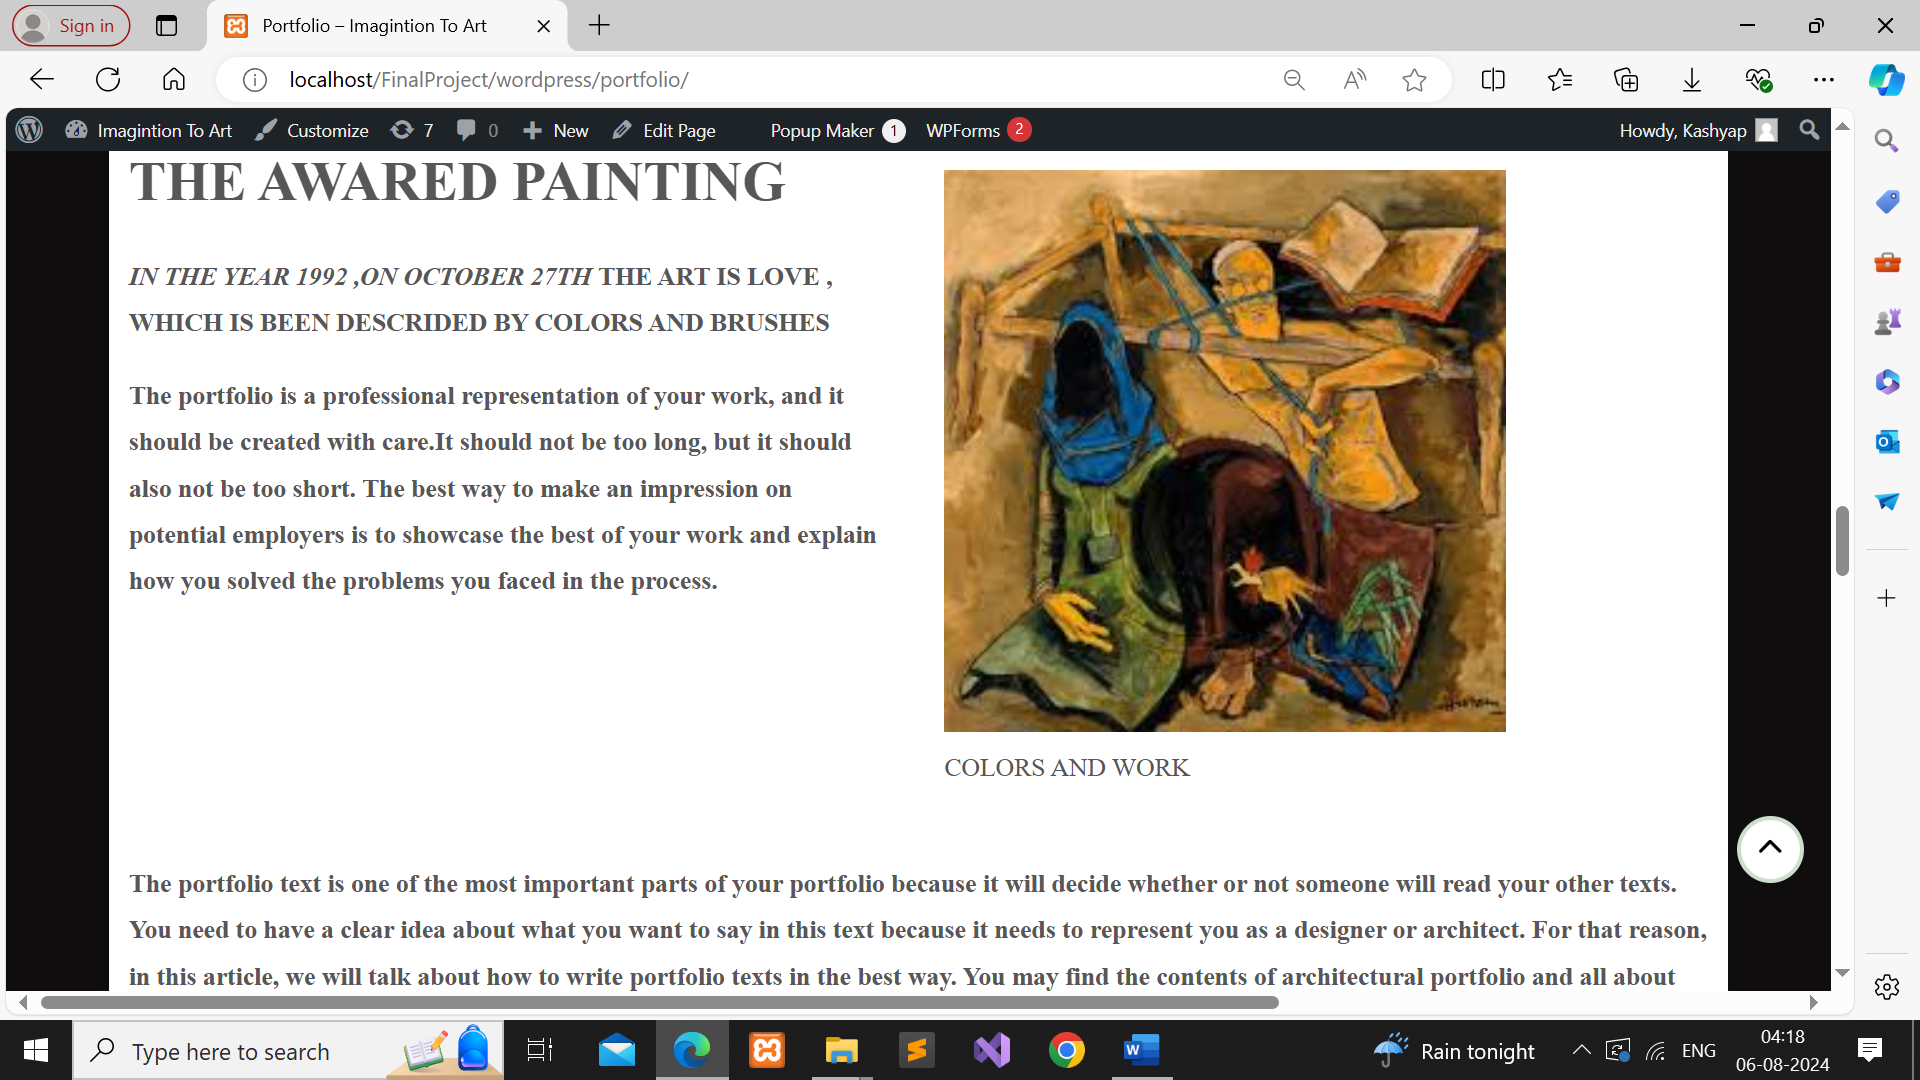 Sign in
Portfolio – Imagintion To Art
localhost/FinalProject/wordpress/portfolio/
Imagintion To Art Customize 7 0 New Edit Page Popup Maker 1 WPForms 2 Howdy, Kashyap
THE AWARED PAINTING
IN THE YEAR 1992 ,ON OCTOBER 27TH THE ART IS LOVE ,
WHICH IS BEEN DESCRIDED BY COLORS AND BRUSHES
The portfolio is a professional representation of your work, and it
should be created with care.It should not be too long, but it should
also not be too short. The best way to make an impression on
potential employers is to showcase the best of your work and explain
how you solved the problems you faced in the process.
COLORS AND WORK
The portfolio text is one of the most important parts of your portfolio because it will decide whether or not someone will read your other texts.
You need to have a clear idea about what you want to say in this text because it needs to represent you as a designer or architect. For that reason,
in this article, we will talk about how to write portfolio texts in the best way. You may find the contents of architectural portfolio and all about
Type here to search
Rain tonight
ENG
04:18
06-08-2024